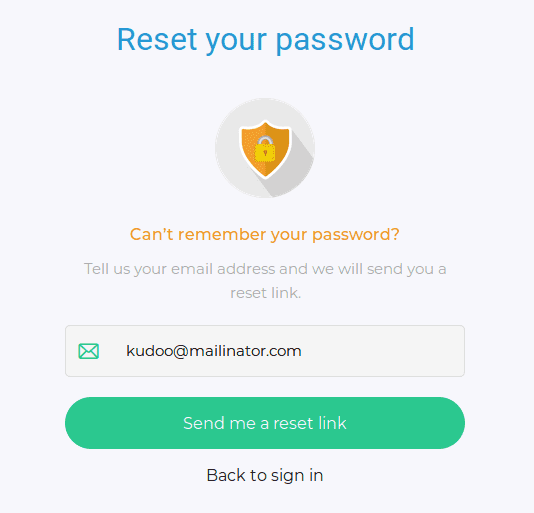 Reset your password
Can't remember your password?
Tell us your email address and we will send you a
reset link.
kudoo@mailinator.com
Send me a reset link
Back to sign in